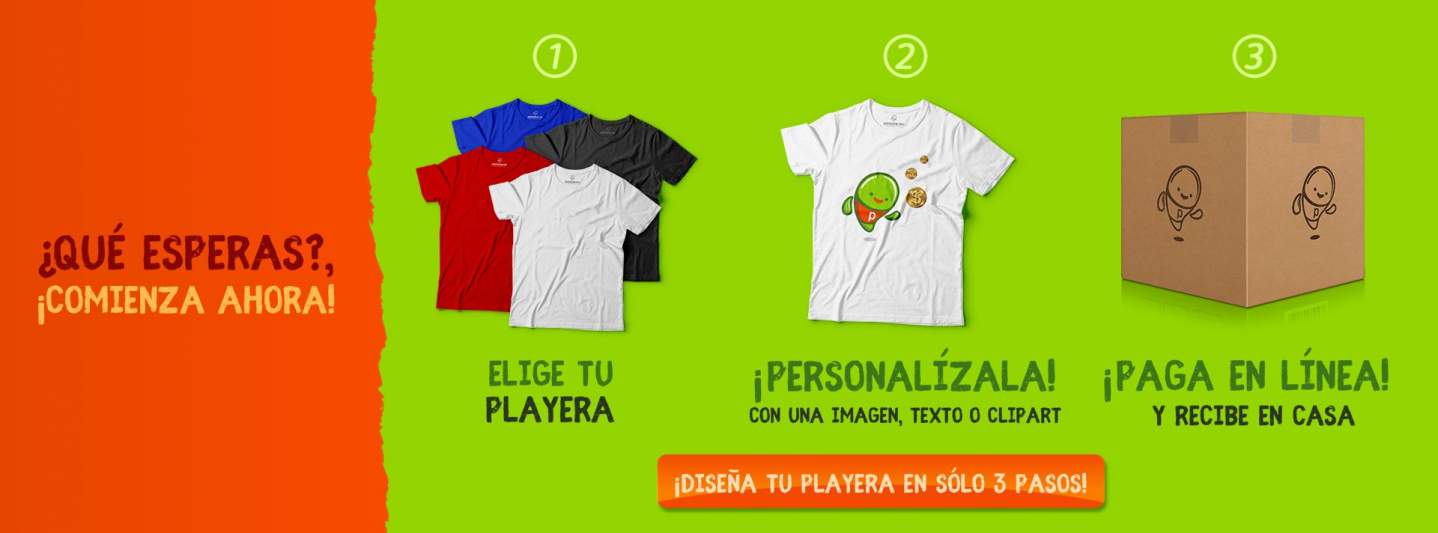 ¿QUÉ ESPERAS?,
¡COMIENZA AHORA!
1
ELIGE TU
PLAYERA
2
p
¡PERSONALÍZALA!
CON UNA IMAGEN, TEXTO O CLIPART
3
p
p
¡PAGA EN LÍNEA!
Y RECIBE EN CASA
¡DISEÑA TU PLAYERA EN SÓLO 3 PASOS!